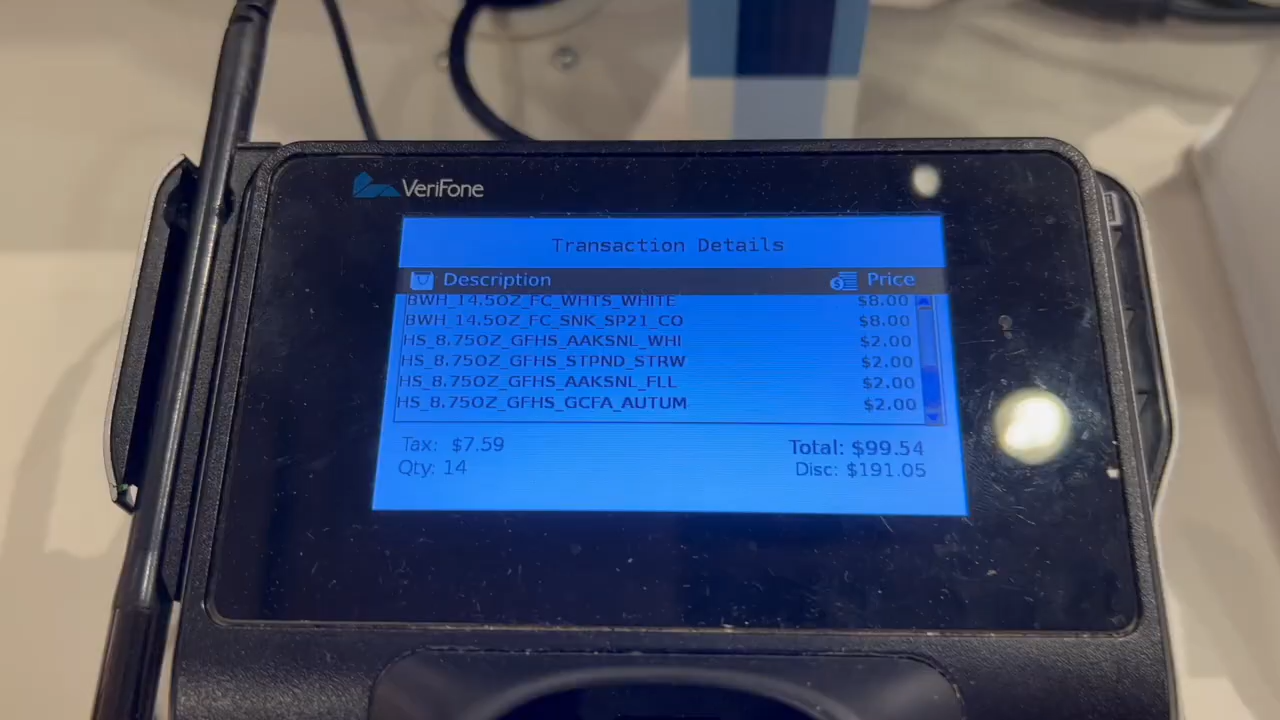 VeriFone
Transaction Details
Description Price
BWH_14.5OZ_FC_WHTS_WHITE $8.00
BWH_14.5OZ_FC_SNK_SP21_CO $8.00
HS_8.75OZ_GFHS_AAKSNL_WHI $2.00
HS_8.75OZ_GFHS_STPND_STRW $2.00
HS_8.75OZ_GFHS_AAKSNL_FLL $2.00
HS_8.75OZ_GFHS_GCFA_AUTUM $2.00
Tax: $7.59 Total: $99.54
Qty: 14 Disc: $191.05